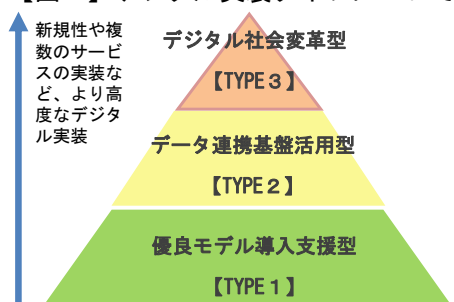 新規性や複
数のサービ
スの実装な
ど、より高
度なデジタ
ル実装
デジタル社会変革型
【TYPE３】
データ連携基盤活用型
【TYPE２】
優良モデル導入支援型
【TYPE１】